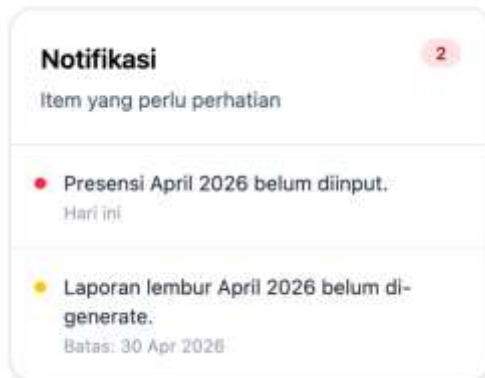 Notifikasi
2
Item yang perlu perhatian
Presensi April 2026 belum diinput.
Hari ini
Laporan lembur April 2026 belum di-
generate.
Batas: 30 Apr 2026